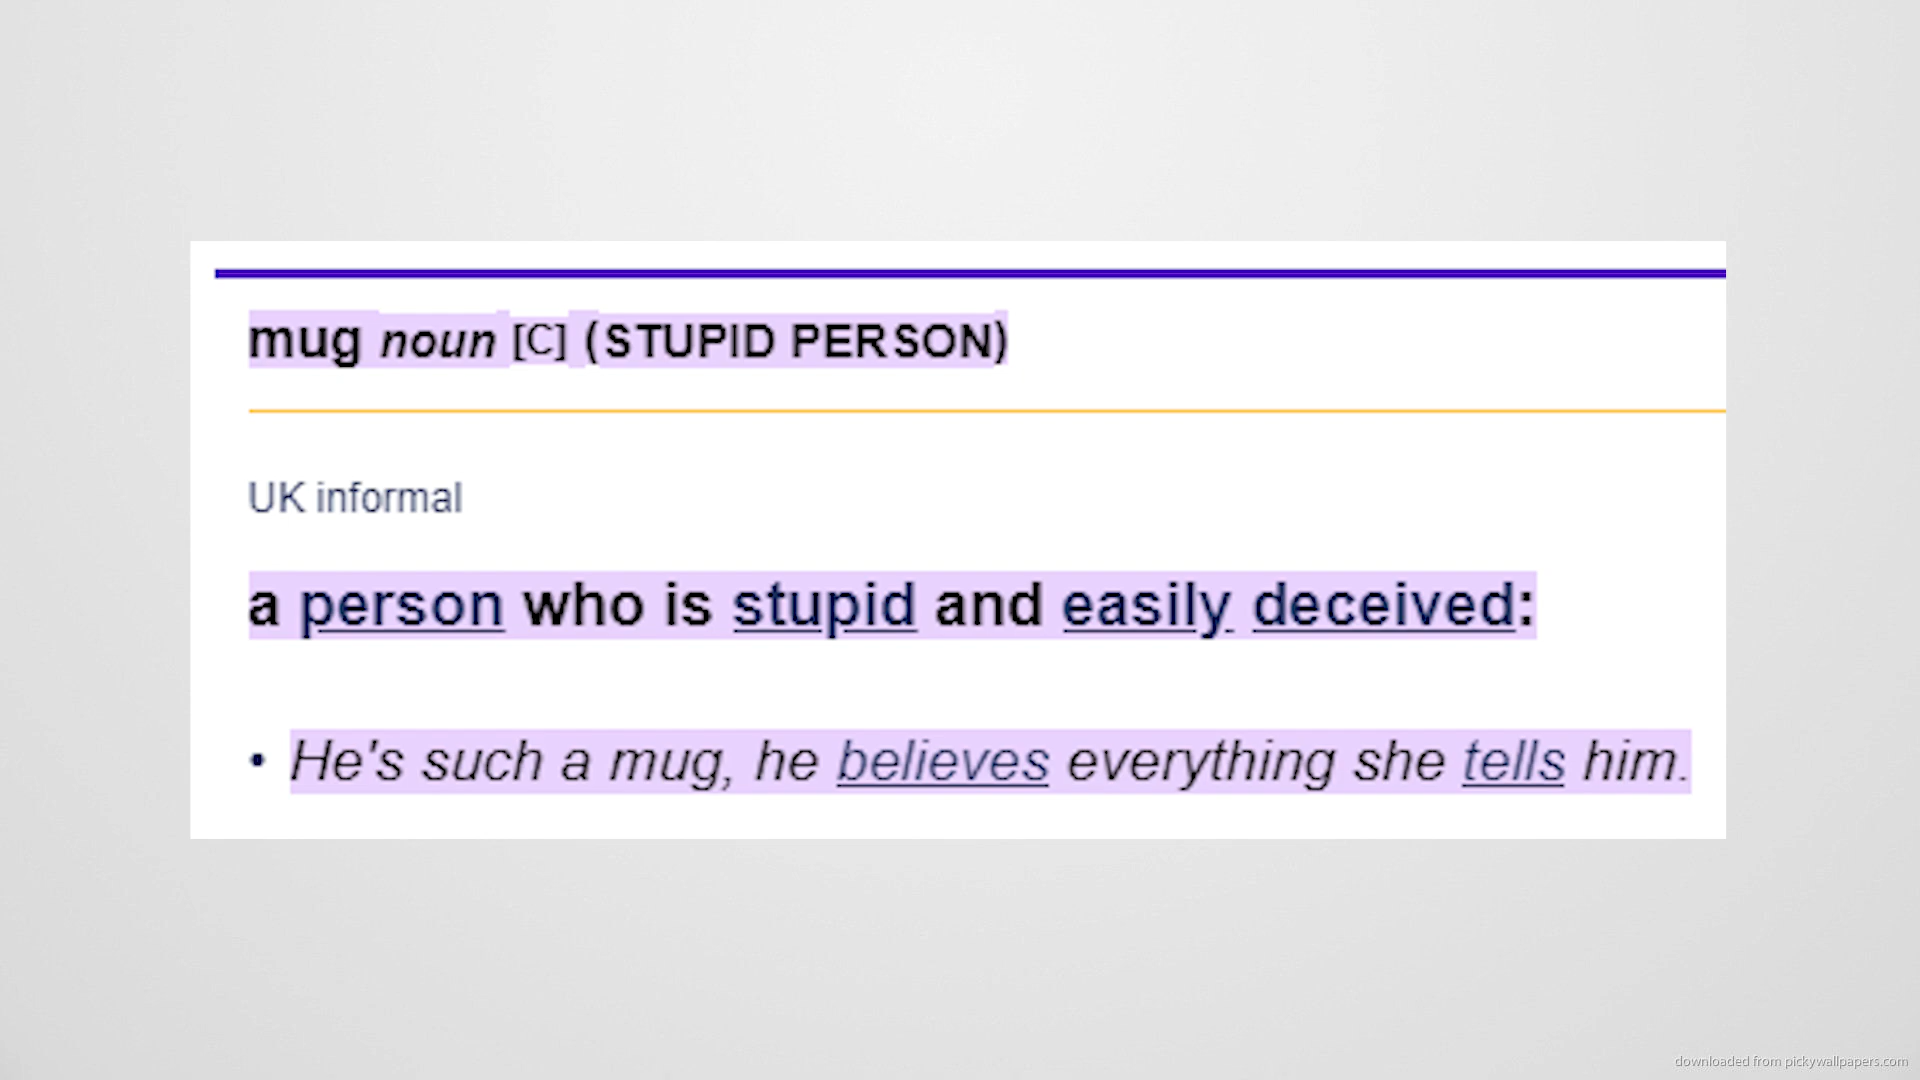 mug noun [C] (STUPID PERSON)
UK informal
a person who is stupid and easily deceived:
• He's such a mug, he believes everything she tells him.
downloaded from pickywallpapers.com